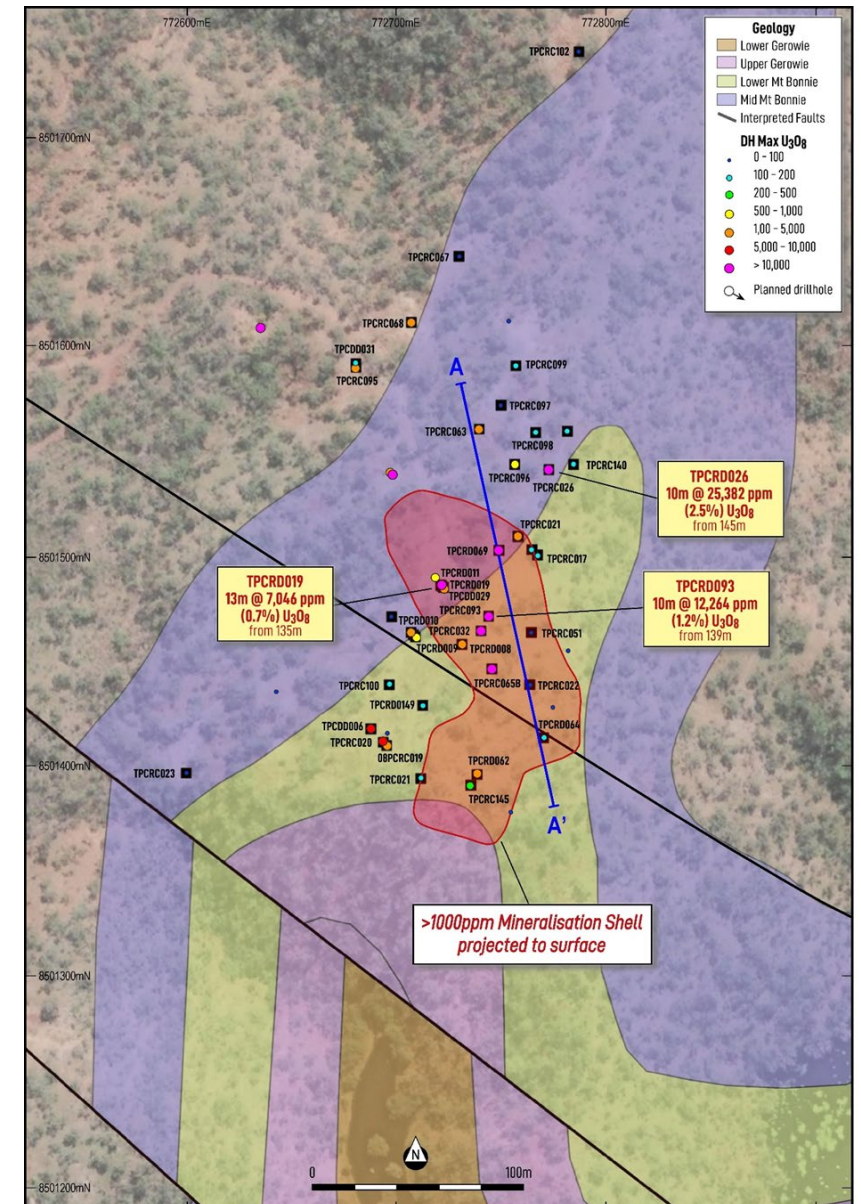 772600mE
772700mE
772800mE
TPCRC102
Geology
Lower Gerowie
Upper Gerowie
Lower Mt Bonnie
Mid Mt Bonnie
Interpreted Faults
DH Max U3O8
0 - 100
100 - 200
200 - 500
500 - 1,000
1,00 - 5,000
5,000 - 10,000
> 10,000
Planned drillhole
8501700mN
TPCRC067
TPCRC068
8501600mN
TPCDD031
TPCRC095
A
TPCRC099
TPCRC097
TPCRC063
TPCRC098
TPCRC096
TPCRC026
TPCRC140
TPCRD026
10m @ 25,382 ppm
(2.5%) U3O8
from 145m
TPCRC021
TPCRD069
8501500mN
TPCRC017
TPCRD011
TPCRD019
TPCDD029
TPCRD019
13m @ 7,046 ppm
(0.7%) U3O8
from 135m
TPCRD093
10m @ 12,264 ppm
(1.2%) U3O8
from 139m
TPCRC093
TPCRD010
TPCRC032
TPCRC051
TPCRD009
TPCRD008
TPCRC065B
TPCRC022
TPCRC100
TPCRD0149
TPCDD006
TPCRD064
TPCRC020
08PCRC019
8501400mN
TPCRC023
TPCRD062
TPCRC021
TPCRC145
A'
>1000ppm Mineralisation Shell
projected to surface
8501300mN
N
0
100m
8501200mN